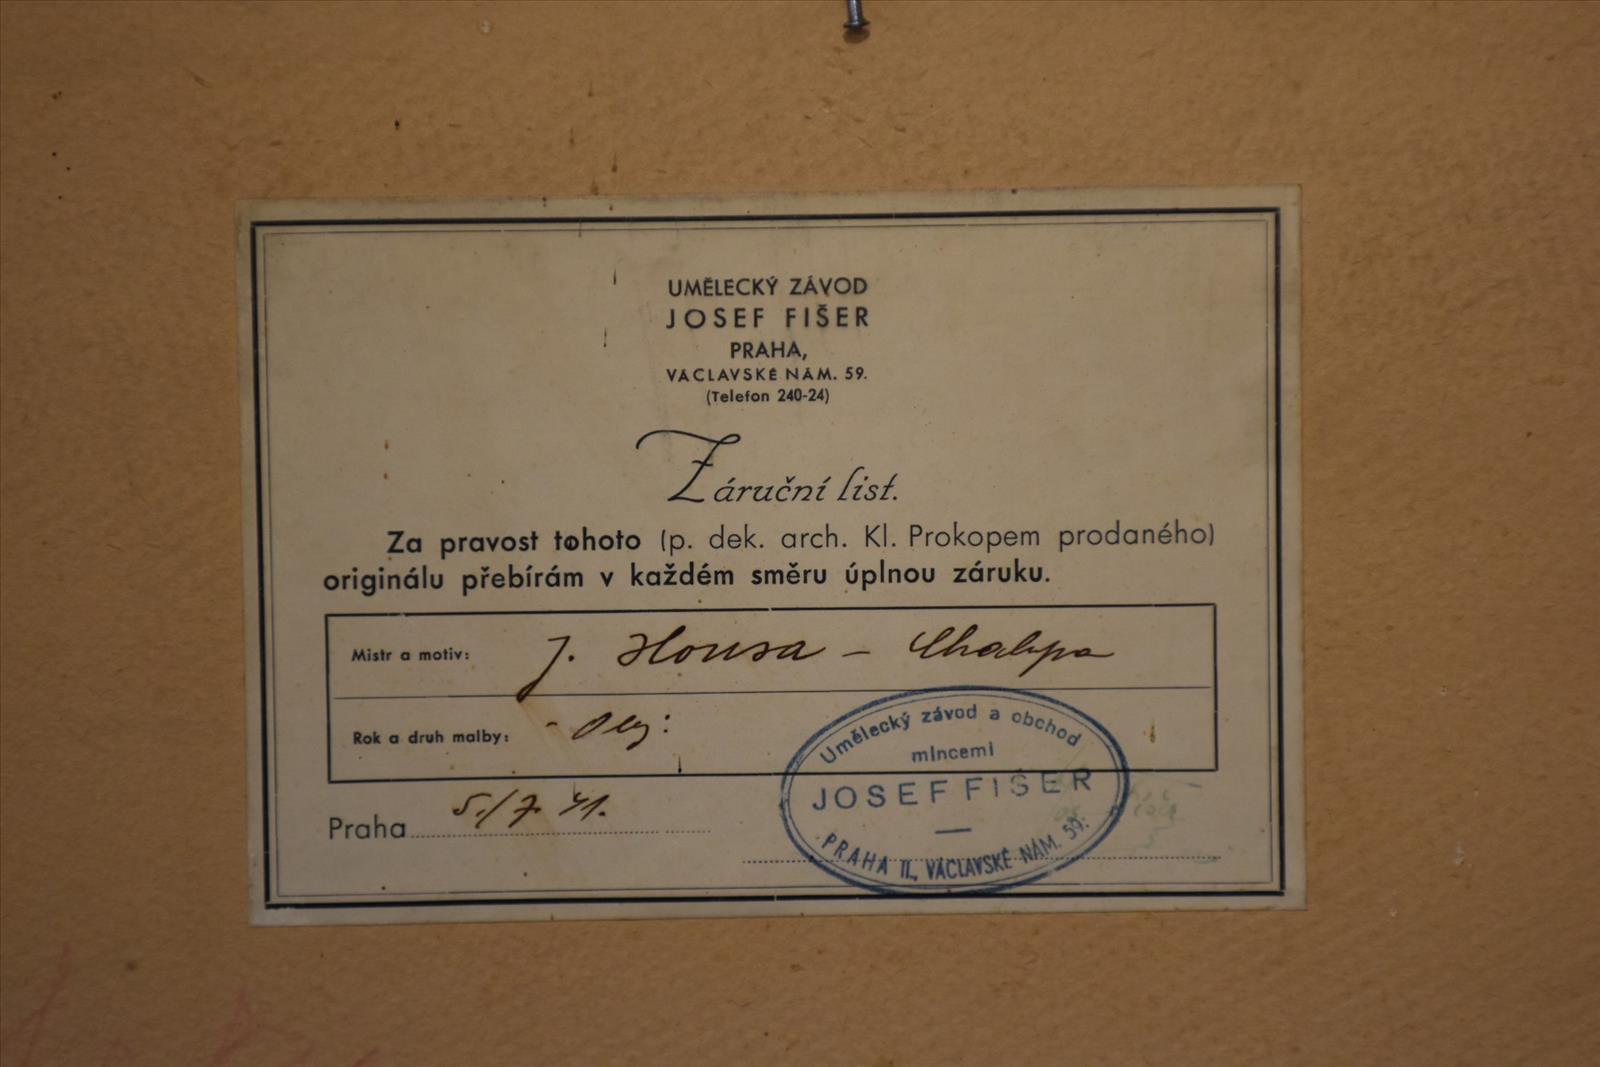 UMĚLECKÝ ZÁVOD
JOSEF FIŠER
PRAHA,
VÁCLAVSKÉ NÁM. 59.
(Telefon 240-24)
Záruční list.
Za pravost tohoto (p. dek. arch. Kl. Prokopem prodaného)
originálu přebírám v každém směru úplnou záruku.
Mistr a motiv: J. Housa – Chalupa
Rok a druh malby: - Olej:
Praha 5./7. 41.
Umělecký závod a obchod
mincemi
JOSEF FIŠER
PRAHA II., VÁCLAVSKÉ NÁM. 59.